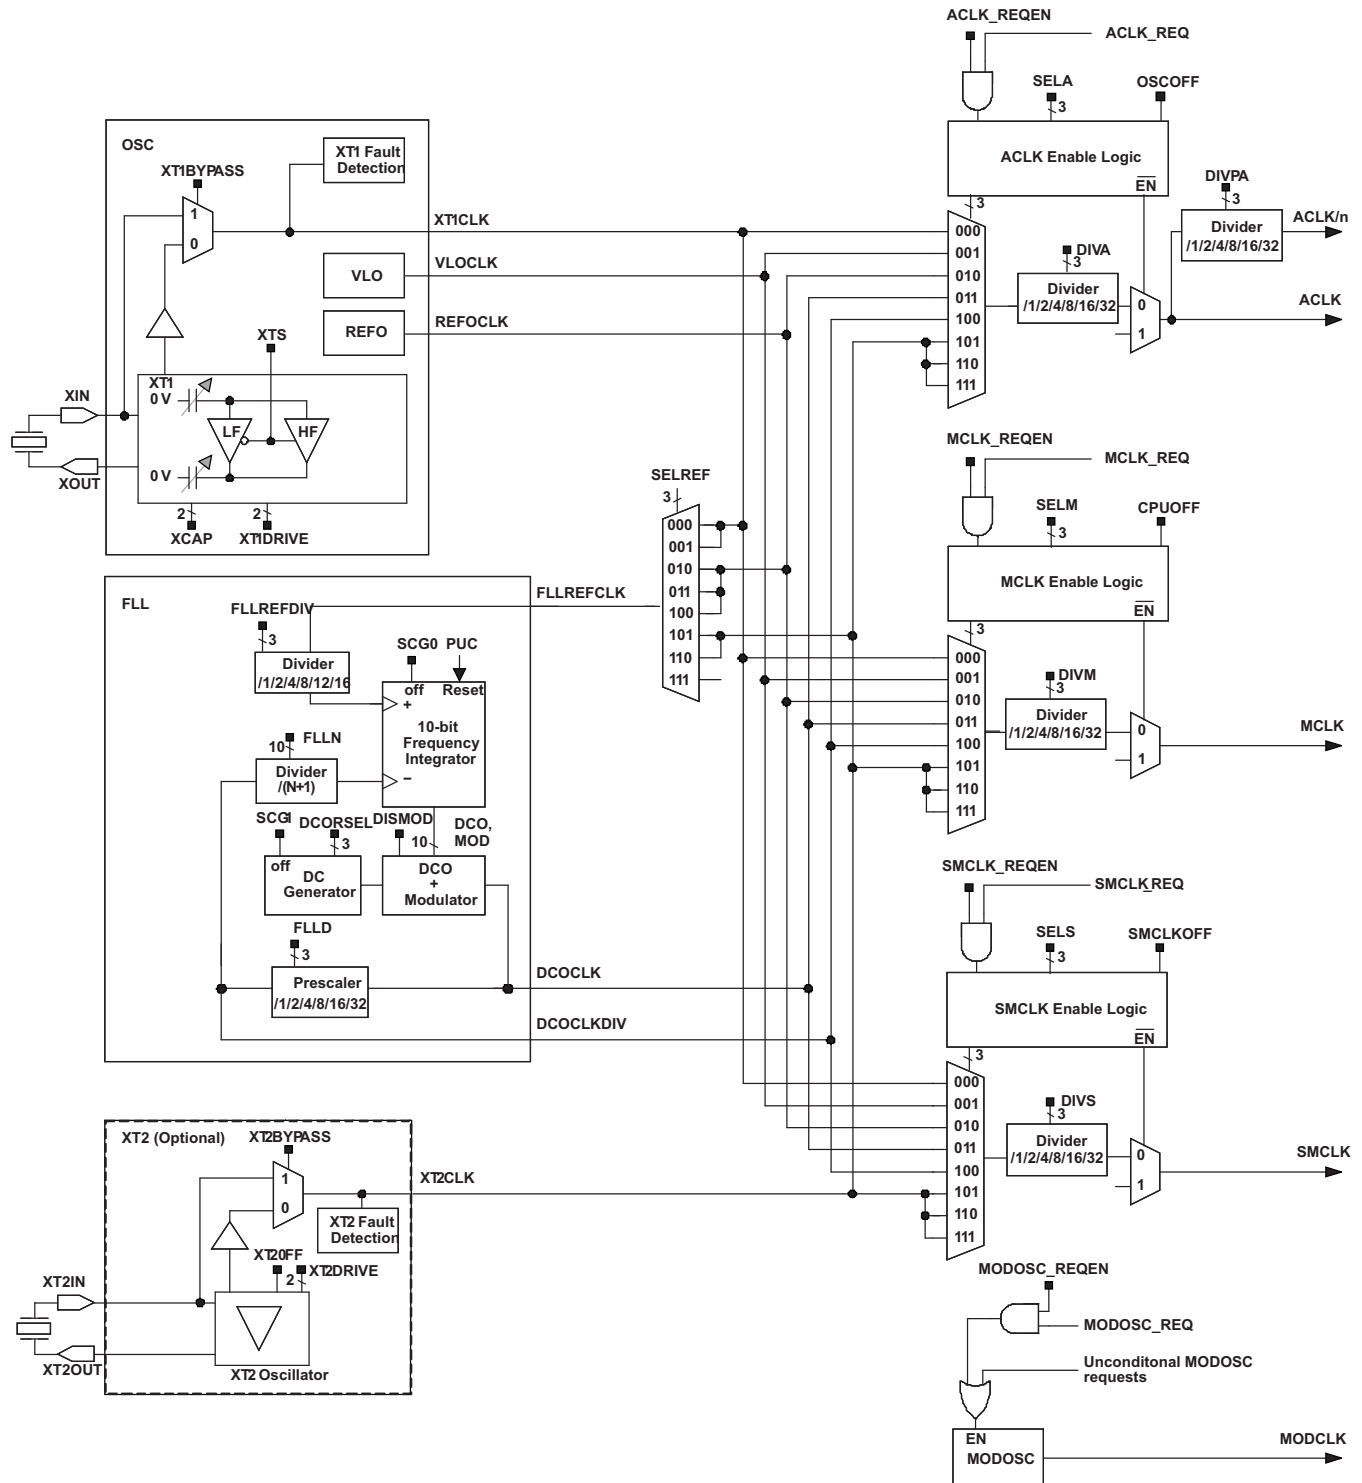 ACLK_REQEN
ACLK_REQ
SELA
3
OSCOFF
ACLK Enable Logic
EN
3
000
001
010
011
100
101
110
111
DIVA
3
Divider
/1/2/4/8/16/32
0
1
DIVPA
3
Divider
/1/2/4/8/16/32
ACLK/n
ACLK
OSC
XT1BYPASS
1
0
XT1 Fault
Detection
XT1CLK
VLO
VLOCLK
REFO
REFOCLK
XTS
XT1
0 V
LF
HF
0 V
XIN
XOUT
2
XCAP
2
XT1DRIVE
SELREF
3
000
001
010
011
100
101
110
111
MCLK_REQEN
MCLK_REQ
SELM
3
CPUOFF
MCLK Enable Logic
EN
3
000
001
010
011
100
101
110
111
DIVM
3
Divider
/1/2/4/8/16/32
0
1
MCLK
FLL
FLLREFCLK
FLLREFDIV
3
Divider
/1/2/4/8/12/16
SCG0
PUC
off
Reset
+
10-bit
Frequency
Integrator
−
FLLN
10
Divider
/(N+1)
SCG1
DCORSEL
3
DISMOD
10
DCO,
MOD
off
DC
Generator
DCO
+
Modulator
FLLD
3
Prescaler
/1/2/4/8/16/32
DCOCLK
DCOCLKDIV
SMCLK_REQEN
SMCLK_REQ
SELS
3
SMCLKOFF
SMCLK Enable Logic
EN
3
000
001
010
011
100
101
110
111
DIVS
3
Divider
/1/2/4/8/16/32
0
1
SMCLK
XT2 (Optional)
XT2BYPASS
1
0
XT2CLK
XT2 Fault
Detection
XT2OFF
2
XT2DRIVE
XT2IN
XT2OUT
XT2 Oscillator
MODOSC_REQEN
MODOSC_REQ
Unconditonal MODOSC
requests
EN
MODOSC
MODCLK